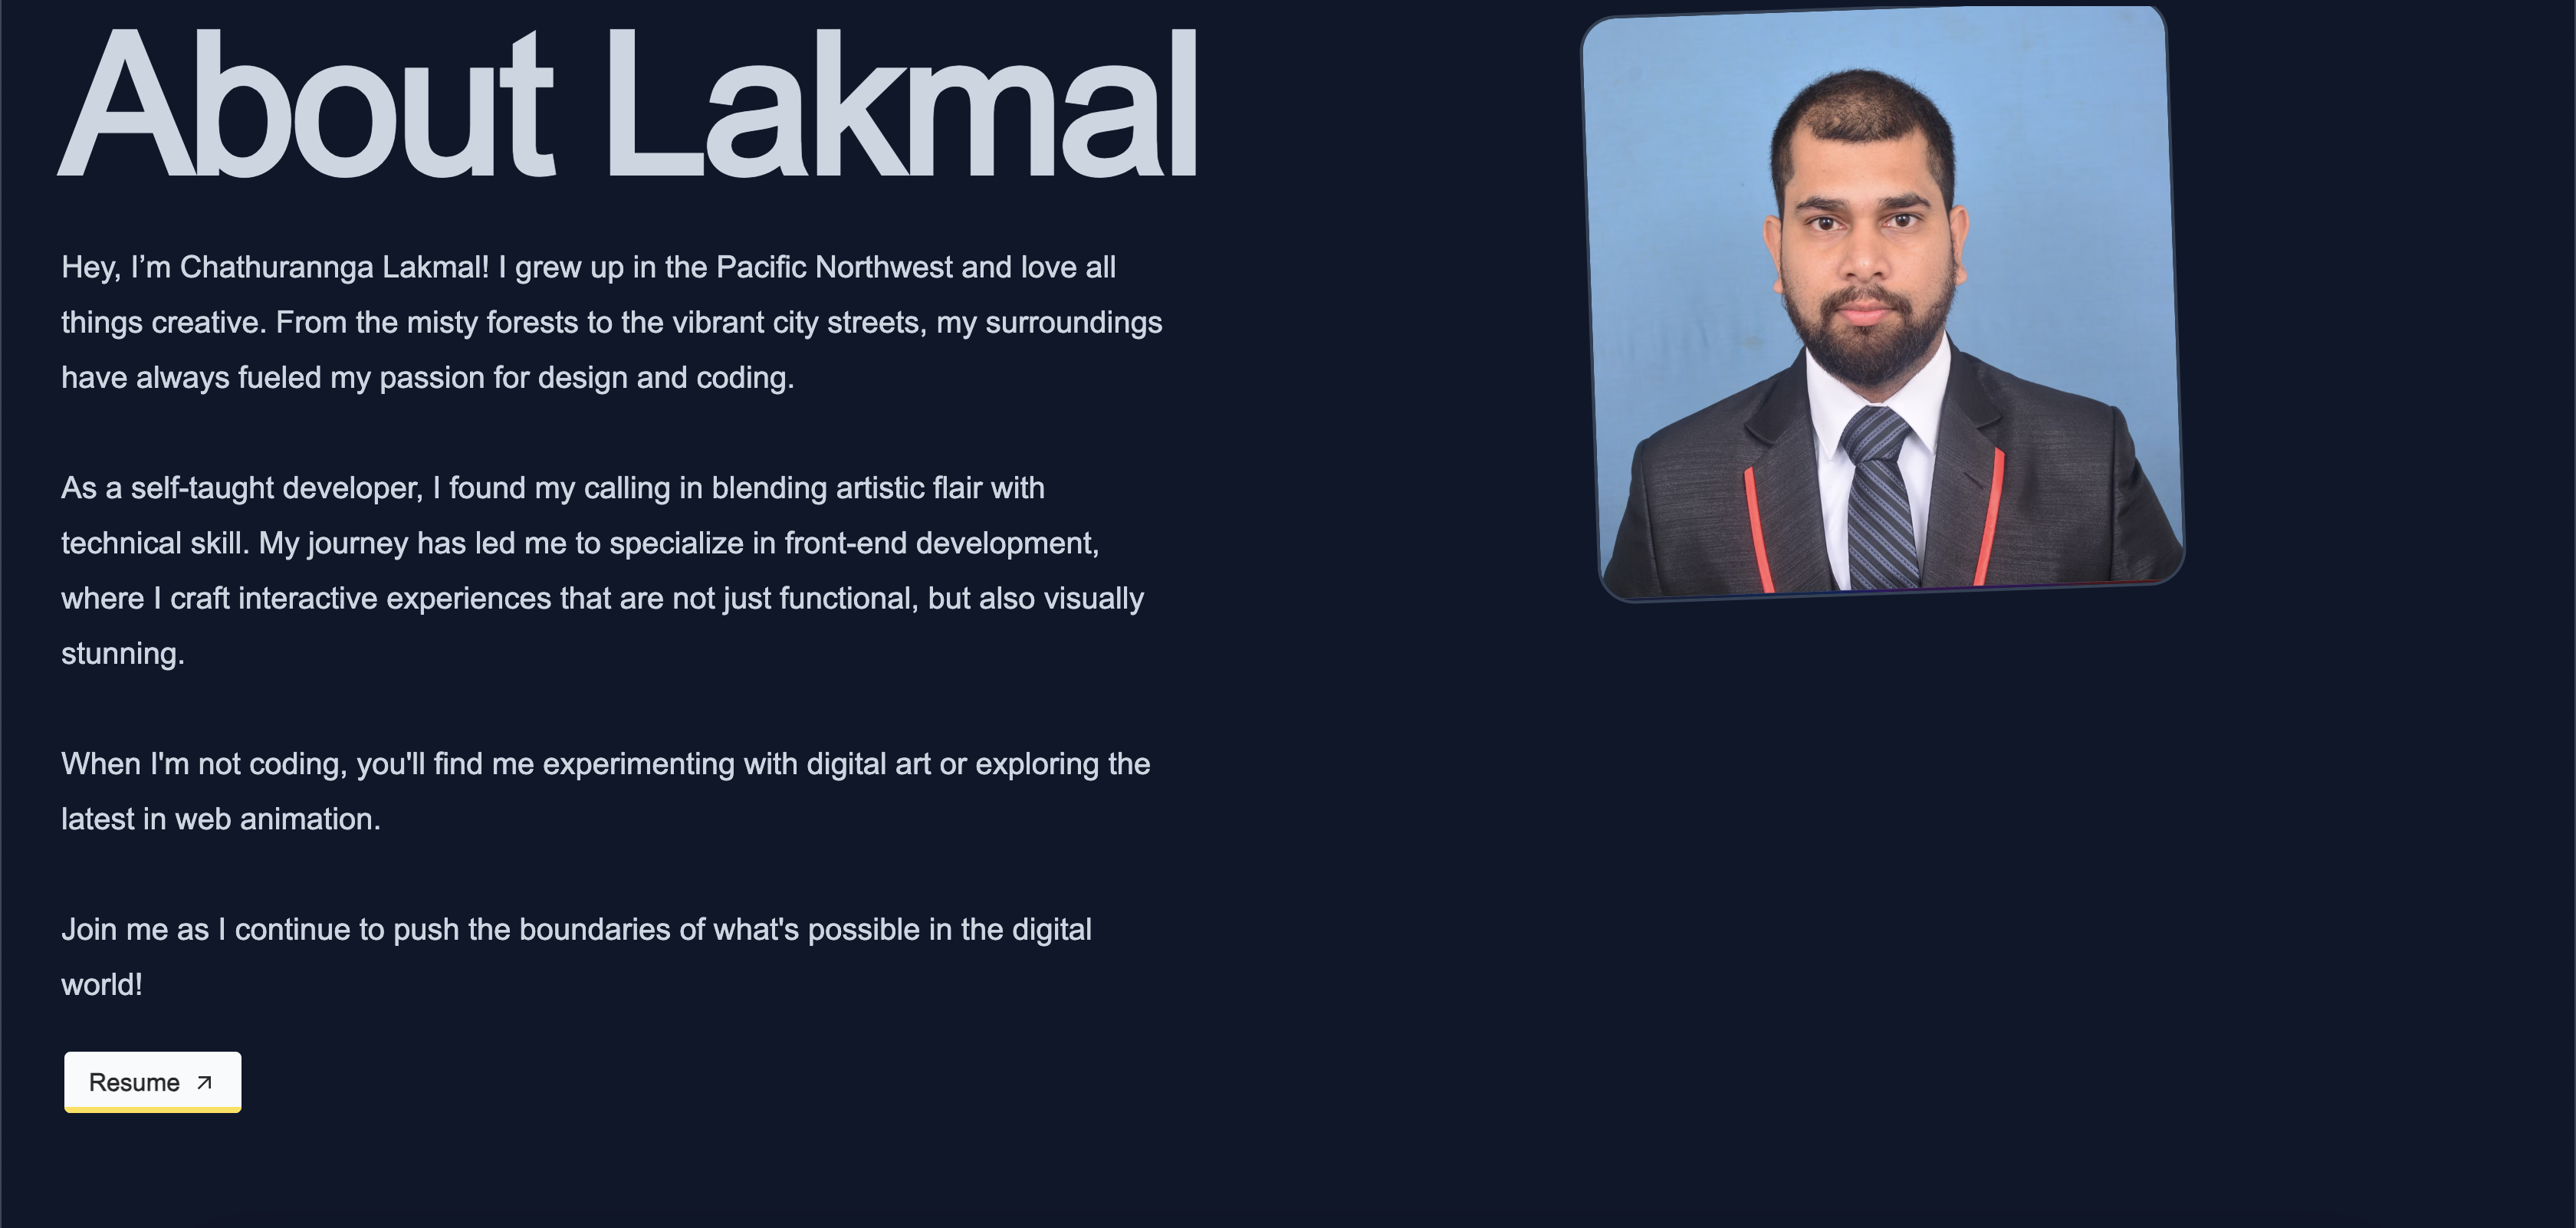 About Lakmal
Hey, I’m Chathurannga Lakmal! I grew up in the Pacific Northwest and love all
things creative. From the misty forests to the vibrant city streets, my surroundings
have always fueled my passion for design and coding.
As a self-taught developer, I found my calling in blending artistic flair with
technical skill. My journey has led me to specialize in front-end development,
where I craft interactive experiences that are not just functional, but also visually
stunning.
When I'm not coding, you'll find me experimenting with digital art or exploring the
latest in web animation.
Join me as I continue to push the boundaries of what's possible in the digital
world!
Resume